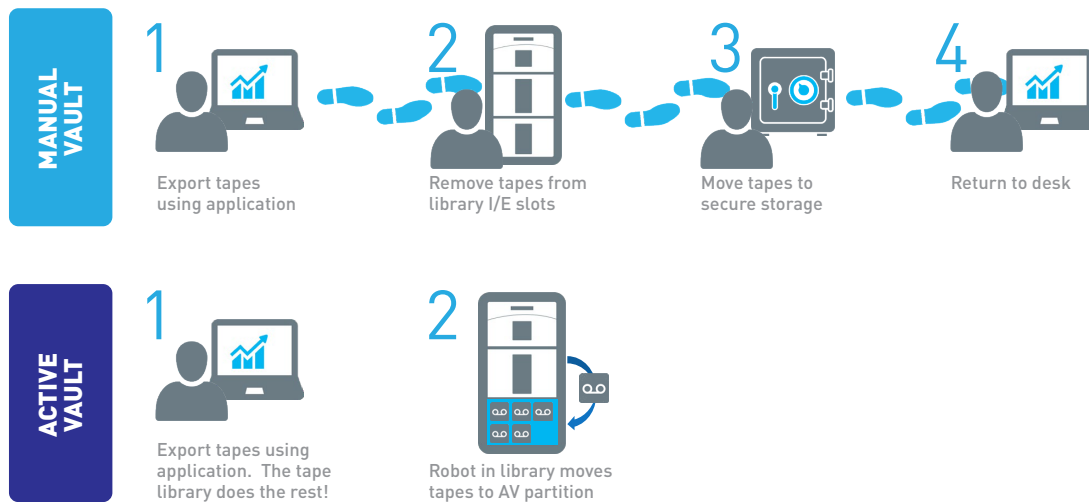 MANUAL
VAULT
1
Export tapes
using application
2
Remove tapes from
library I/E slots
3
Move tapes to
secure storage
4
Return to desk
ACTIVE
VAULT
1
Export tapes using
application. The tape
library does the rest!
2
Robot in library moves
tapes to AV partition